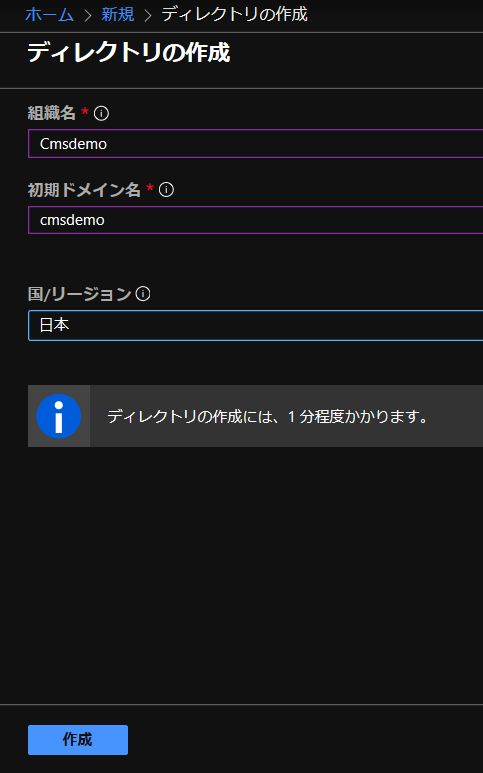 ホーム > 新規 > ディレクトリの作成
ディレクトリの作成
組織名 *
Cmsdemo
初期ドメイン名 *
cmsdemo
国/リージョン
日本
ディレクトリの作成には、1 分程度かかります。
作成